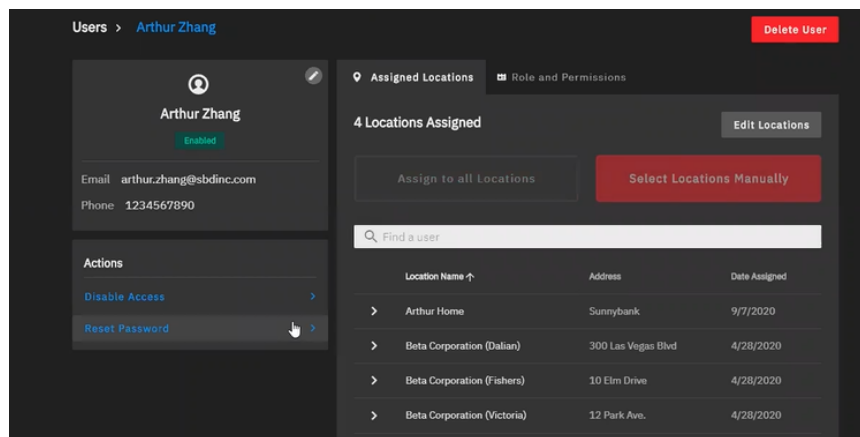 Users > Arthur Zhang
Delete User
Arthur Zhang
Enabled
Email arthur.zhang@sbdinc.com
Phone 1234567890
Actions
Disable Access >
Reset Password >
Assigned Locations
Role and Permissions
4 Locations Assigned
Edit Locations
Assign to all Locations
Select Locations Manually
Find a user
Location Name ↑ Address Date Assigned
> Arthur Home Sunnybank 9/7/2020
> Beta Corporation (Dalian) 300 Las Vegas Blvd 4/28/2020
> Beta Corporation (Fishers) 10 Elm Drive 4/28/2020
> Beta Corporation (Victoria) 12 Park Ave. 4/28/2020